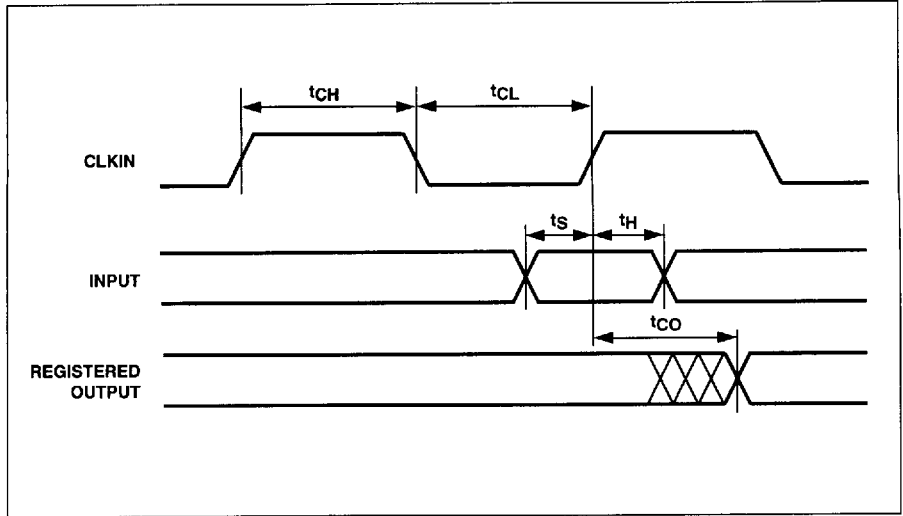 tCH
tCL
CLKIN
tS
tH
INPUT
tCO
REGISTERED
OUTPUT